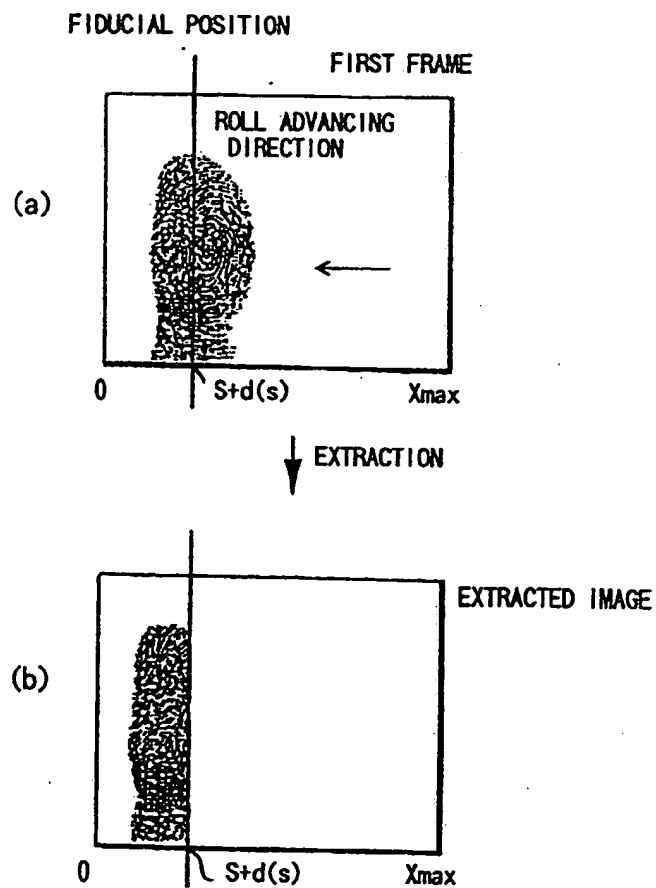 FIDUCIAL POSITION
FIRST FRAME
ROLL ADVANCING
DIRECTION
(a)
0
S+d(s)
Xmax
EXTRACTION
EXTRACTED IMAGE
(b)
0
S+d(s)
Xmax